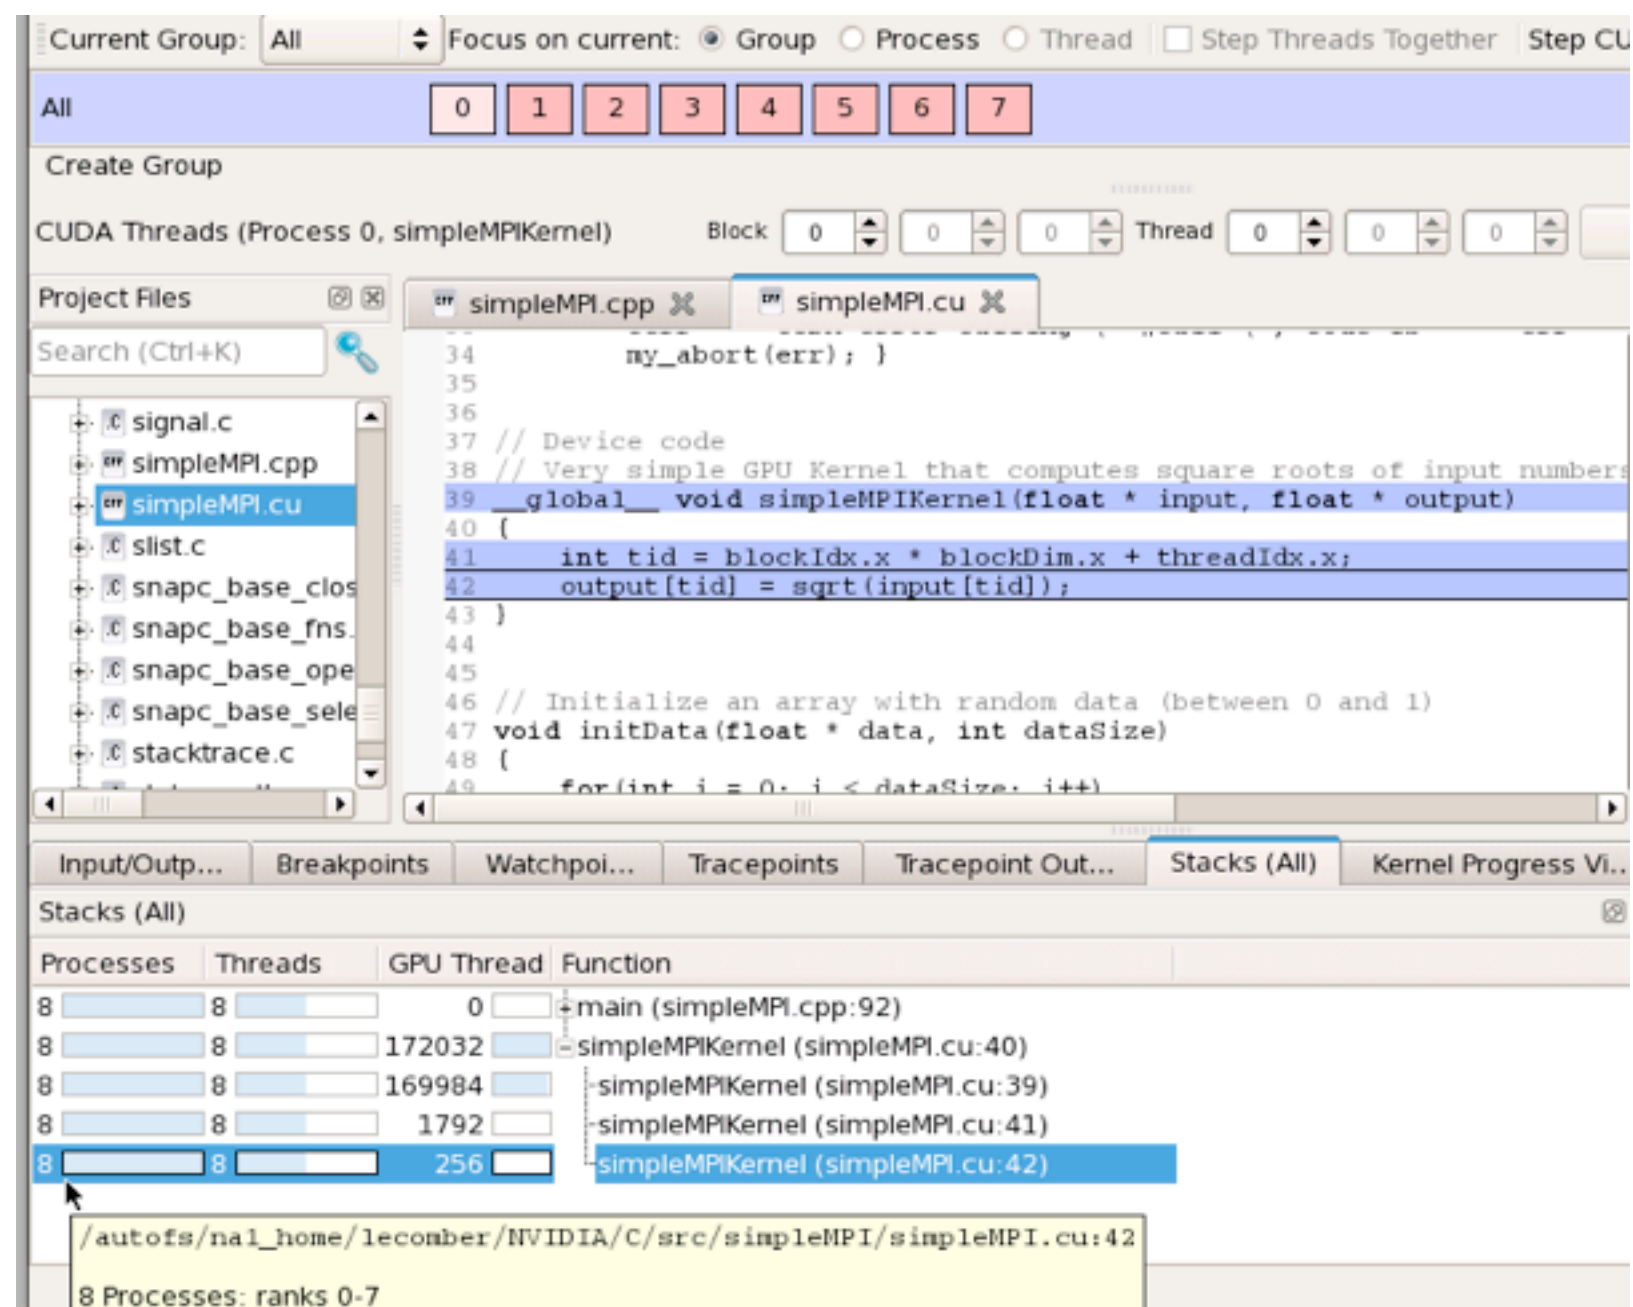 Current Group: All Focus on current: Group Process Thread Step Threads Together Step CU
All 0 1 2 3 4 5 6 7
Create Group
CUDA Threads (Process 0, simpleMPIKernel) Block 0 0 0 Thread 0 0 0
Project Files
simpleMPI.cpp simpleMPI.cu
Search (Ctrl+K)
signal.c
simpleMPI.cpp
simpleMPI.cu
slist.c
snapc_base_clos
snapc_base_fns.
snapc_base_ope
snapc_base_sele
stacktrace.c
34 my_abort(err); }
35
36
37 // Device code
38 // Very simple GPU Kernel that computes square roots of input numbers
39 __global__ void simpleMPIKernel(float * input, float * output)
40 {
41 int tid = blockIdx.x * blockDim.x + threadIdx.x;
42 output[tid] = sqrt(input[tid]);
43 }
44
45
46 // Initialize an array with random data (between 0 and 1)
47 void initData(float * data, int dataSize)
48 {
49 for(int i = 0; i < dataSize; i++)
Input/Outp... Breakpoints Watchpoi... Tracepoints Tracepoint Out... Stacks (All) Kernel Progress Vi..
Stacks (All)
Processes Threads GPU Thread Function
8 8 0 main (simpleMPI.cpp:92)
8 8 172032 simpleMPIKernel (simpleMPI.cu:40)
8 8 169984 simpleMPIKernel (simpleMPI.cu:39)
8 8 1792 simpleMPIKernel (simpleMPI.cu:41)
8 8 256 simpleMPIKernel (simpleMPI.cu:42)
/autofs/na1_home/lecomber/NVIDIA/C/src/simpleMPI/simpleMPI.cu:42
8 Processes: ranks 0-7